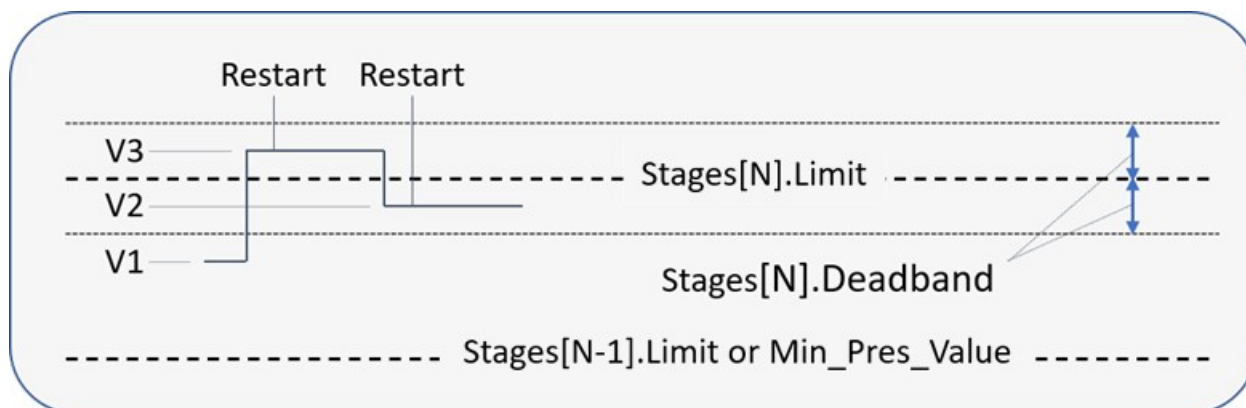 Restart Restart
V3
Stages[N].Limit
V2
V1
Stages[N].Deadband
Stages[N-1].Limit or Min_Pres_Value